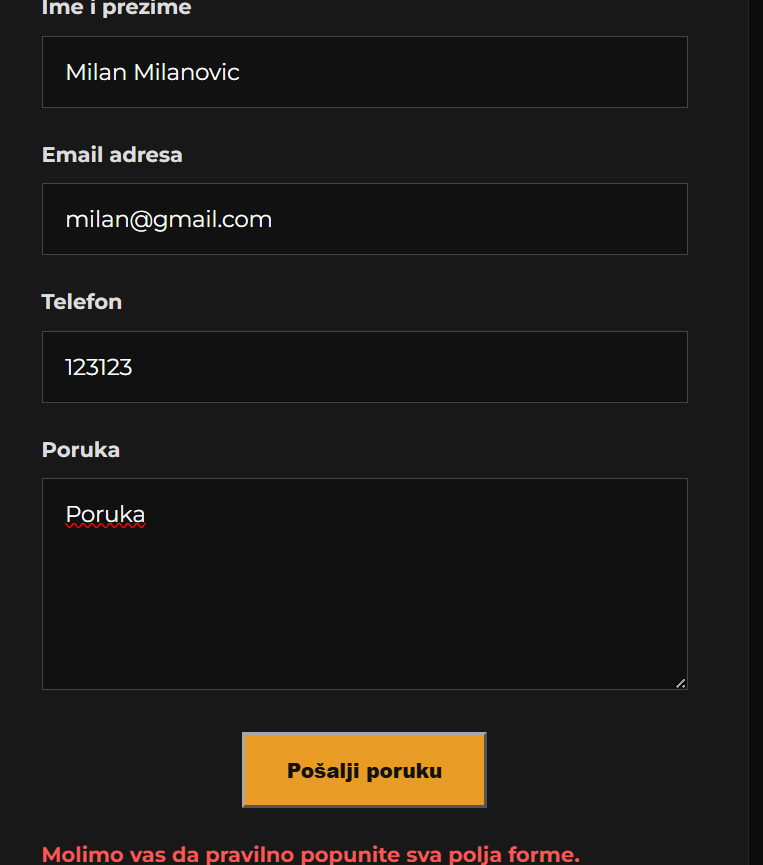 Ime i prezime
Milan Milanovic
Email adresa
milan@gmail.com
Telefon
123123
Poruka
Poruka
Pošalji poruku
Molimo vas da pravilno popunite sva polja forme.